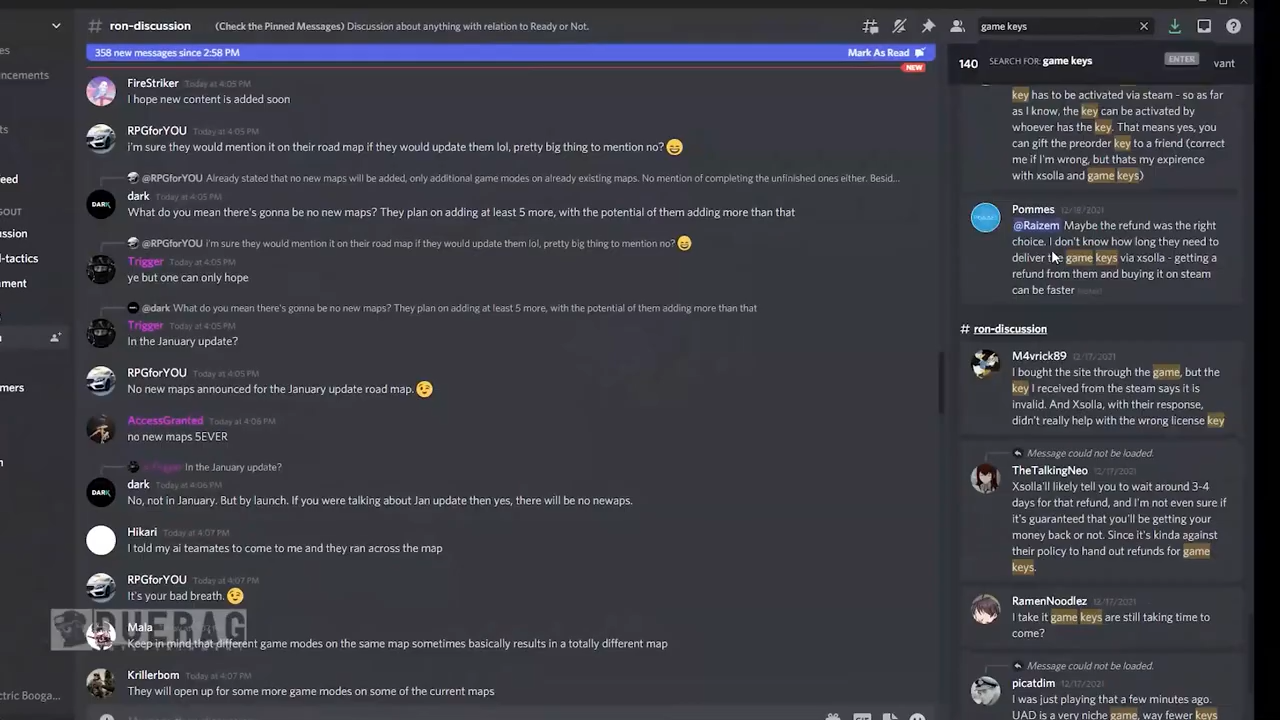 # ron-discussion (Check the Pinned Messages) Discussion about anything with relation to Ready or Not.
game keys
358 new messages since 2:58 PM
Mark As Read
NEW
FireStriker Today at 4:05 PM
I hope new content is added soon
RPGforYOU Today at 4:05 PM
i'm sure they would mention it on their road map if they would update them lol, pretty big thing to mention no? 😄
@RPGforYOU Already stated that no new maps will be added, only additional game modes on already existing maps. No mention of completing the unfinished ones either. Besid...
dark Today at 4:05 PM
What do you mean there's gonna be no new maps? They plan on adding at least 5 more, with the potential of them adding more than that
@RPGforYOU i'm sure they would mention it on their road map if they would update them lol, pretty big thing to mention no? 😄
Trigger Today at 4:05 PM
ye but one can only hope
@dark What do you mean there's gonna be no new maps? They plan on adding at least 5 more, with the potential of them adding more than that
Trigger Today at 4:05 PM
In the January update?
RPGforYOU Today at 4:05 PM
No new maps announced for the January update road map. 😉
AccessGranted Today at 4:06 PM
no new maps 5EVER
In the January update?
DARK
dark Today at 4:06 PM
No, not in January. But by launch. If you were talking about Jan update then yes, there will be no newaps.
Hikari Today at 4:07 PM
I told my ai teamates to come to me and they ran across the map
RPGforYOU Today at 4:07 PM
It's your bad breath. 😉
Mala
Keep in mind that different game modes on the same map sometimes basically results in a totally different map
Krillerbom Today at 4:07 PM
They will open up for some more game modes on some of the current maps
DUERAG
es
ncements
ts
eed
OUT
ssion
l-tactics
ment
mers
n
ctric Booga...
140
SEARCH FOR: game keys
ENTER
vant
key has to be activated via steam - so as far
as I know, the key can be activated by
whoever has the key. That means yes, you
can gift the preorder key to a friend (correct
me if I'm wrong, but thats my expirence
with xsolla and game keys)
Pommes 12/18/2021
@Raizem Maybe the refund was the right
choice. I don't know how long they need to
deliver the game keys via xsolla - getting a
refund from them and buying it on steam
can be faster (edited)
# ron-discussion
M4vrick89 12/17/2021
I bought the site through the game, but the
key I received from the steam says it is
invalid. And Xsolla, with their response,
didn't really help with the wrong license key
Message could not be loaded.
TheTalkingNeo 12/17/2021
Xsolla'll likely tell you to wait around 3-4
days for that refund, and I'm not even sure if
it's guaranteed that you'll be getting your
money back or not. Since it's kinda against
their policy to hand out refunds for game
keys.
RamenNoodlez 12/17/2021
I take it game keys are still taking time to
come?
Message could not be loaded.
picatdim 12/17/2021
I was just playing that a few minutes ago.
UAD is a very niche game, way fewer keys